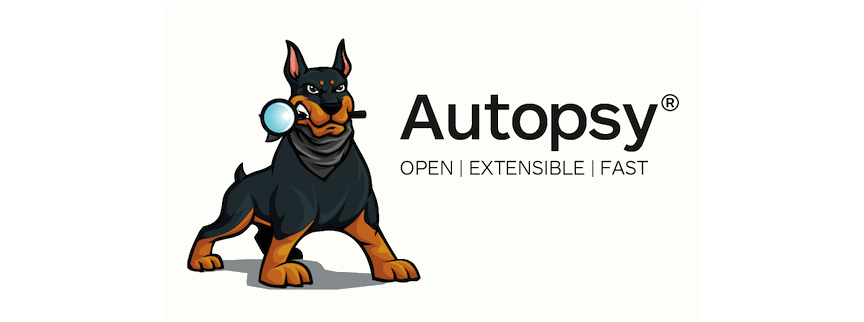 Autopsy®
OPEN | EXTENSIBLE | FAST